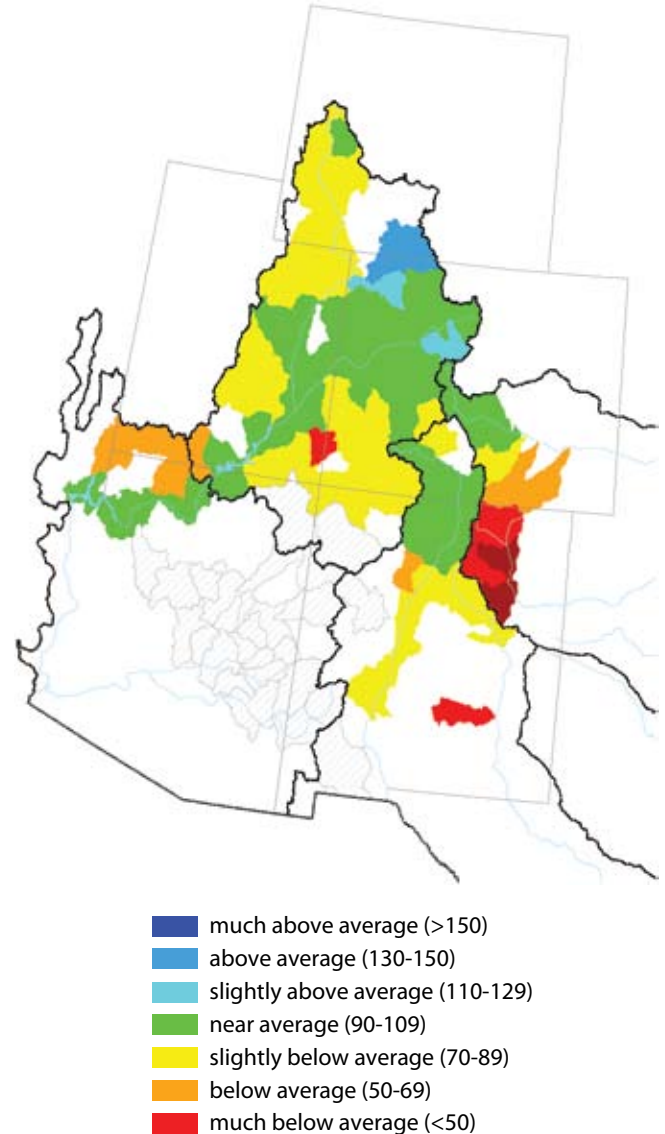 much above average (>150)
above average (130-150)
slightly above average (110-129)
near average (90-109)
slightly below average (70-89)
below average (50-69)
much below average (<50)